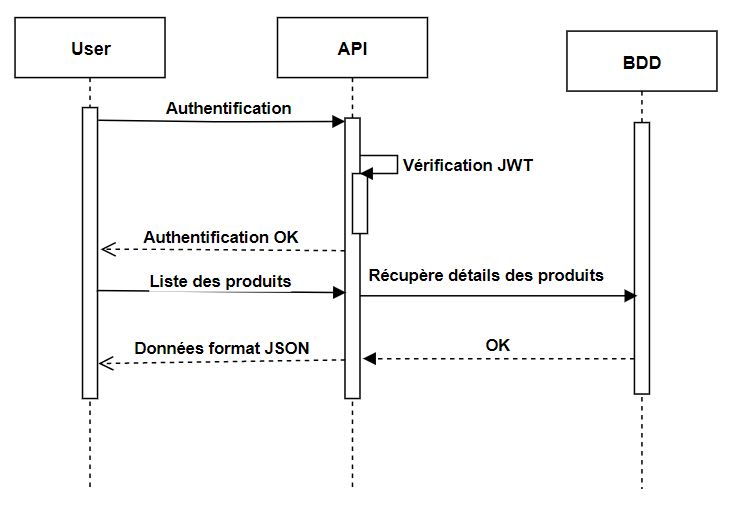 User
API
BDD
Authentification
Vérification JWT
Authentification OK
Liste des produits
Récupère détails des produits
Données format JSON
OK